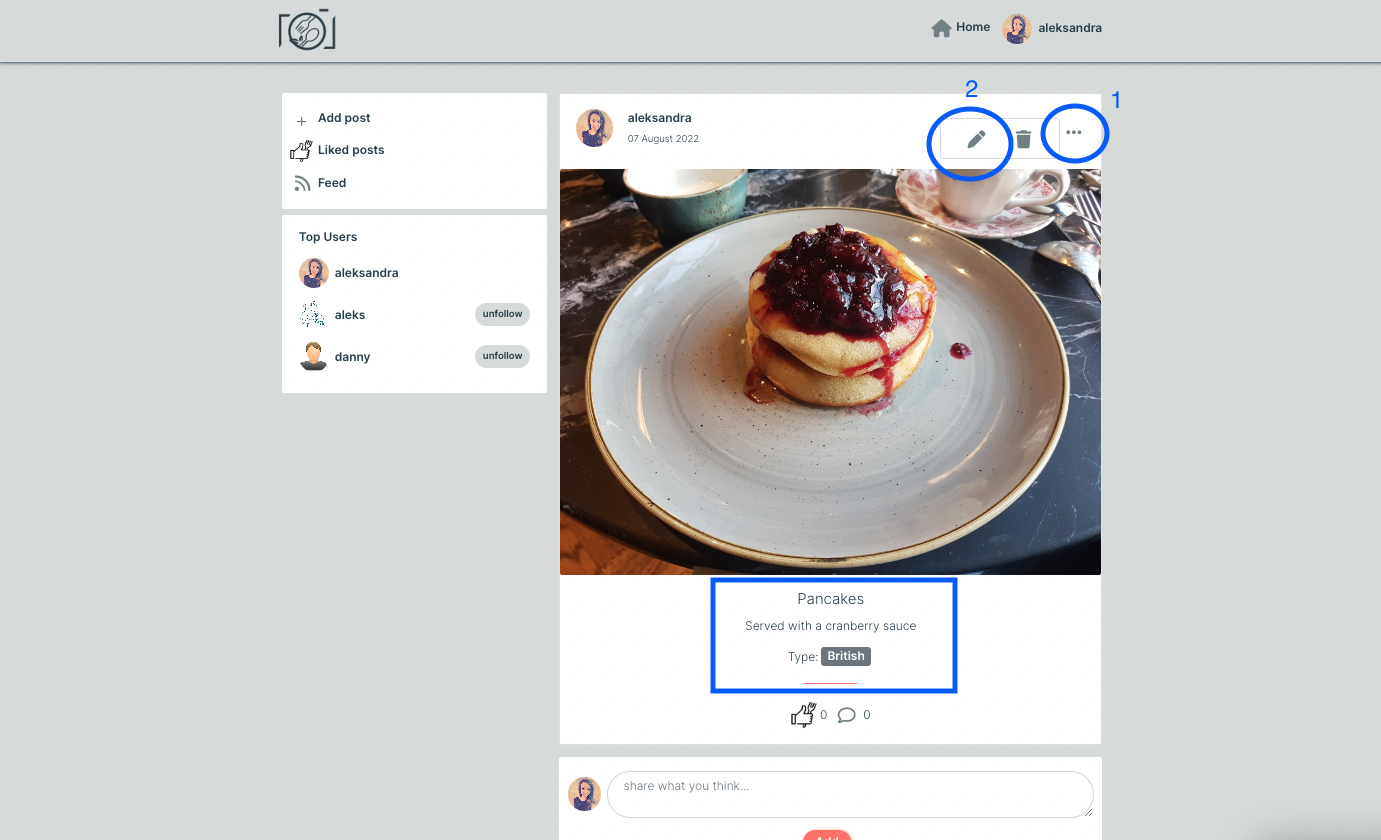 Home aleksandra
2
1
Add post
Liked posts
Feed
Top Users
aleksandra
aleks unfollow
danny unfollow
aleksandra
07 August 2022
Pancakes
Served with a cranberry sauce
Type: British
0 0
share what you think...
Add